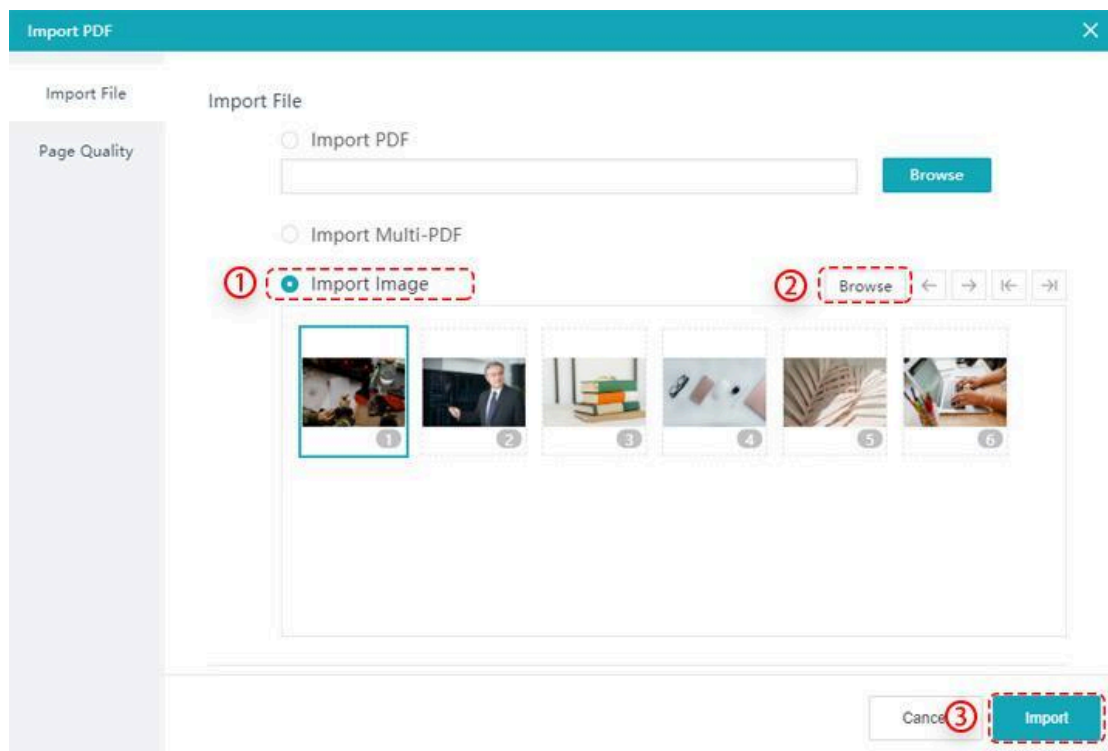 Import PDF
Import File
Page Quality
Import File
Import PDF
Browse
Import Multi-PDF
① Import Image ② Browse
1 2 3 4 5 6
Cance ③ Import